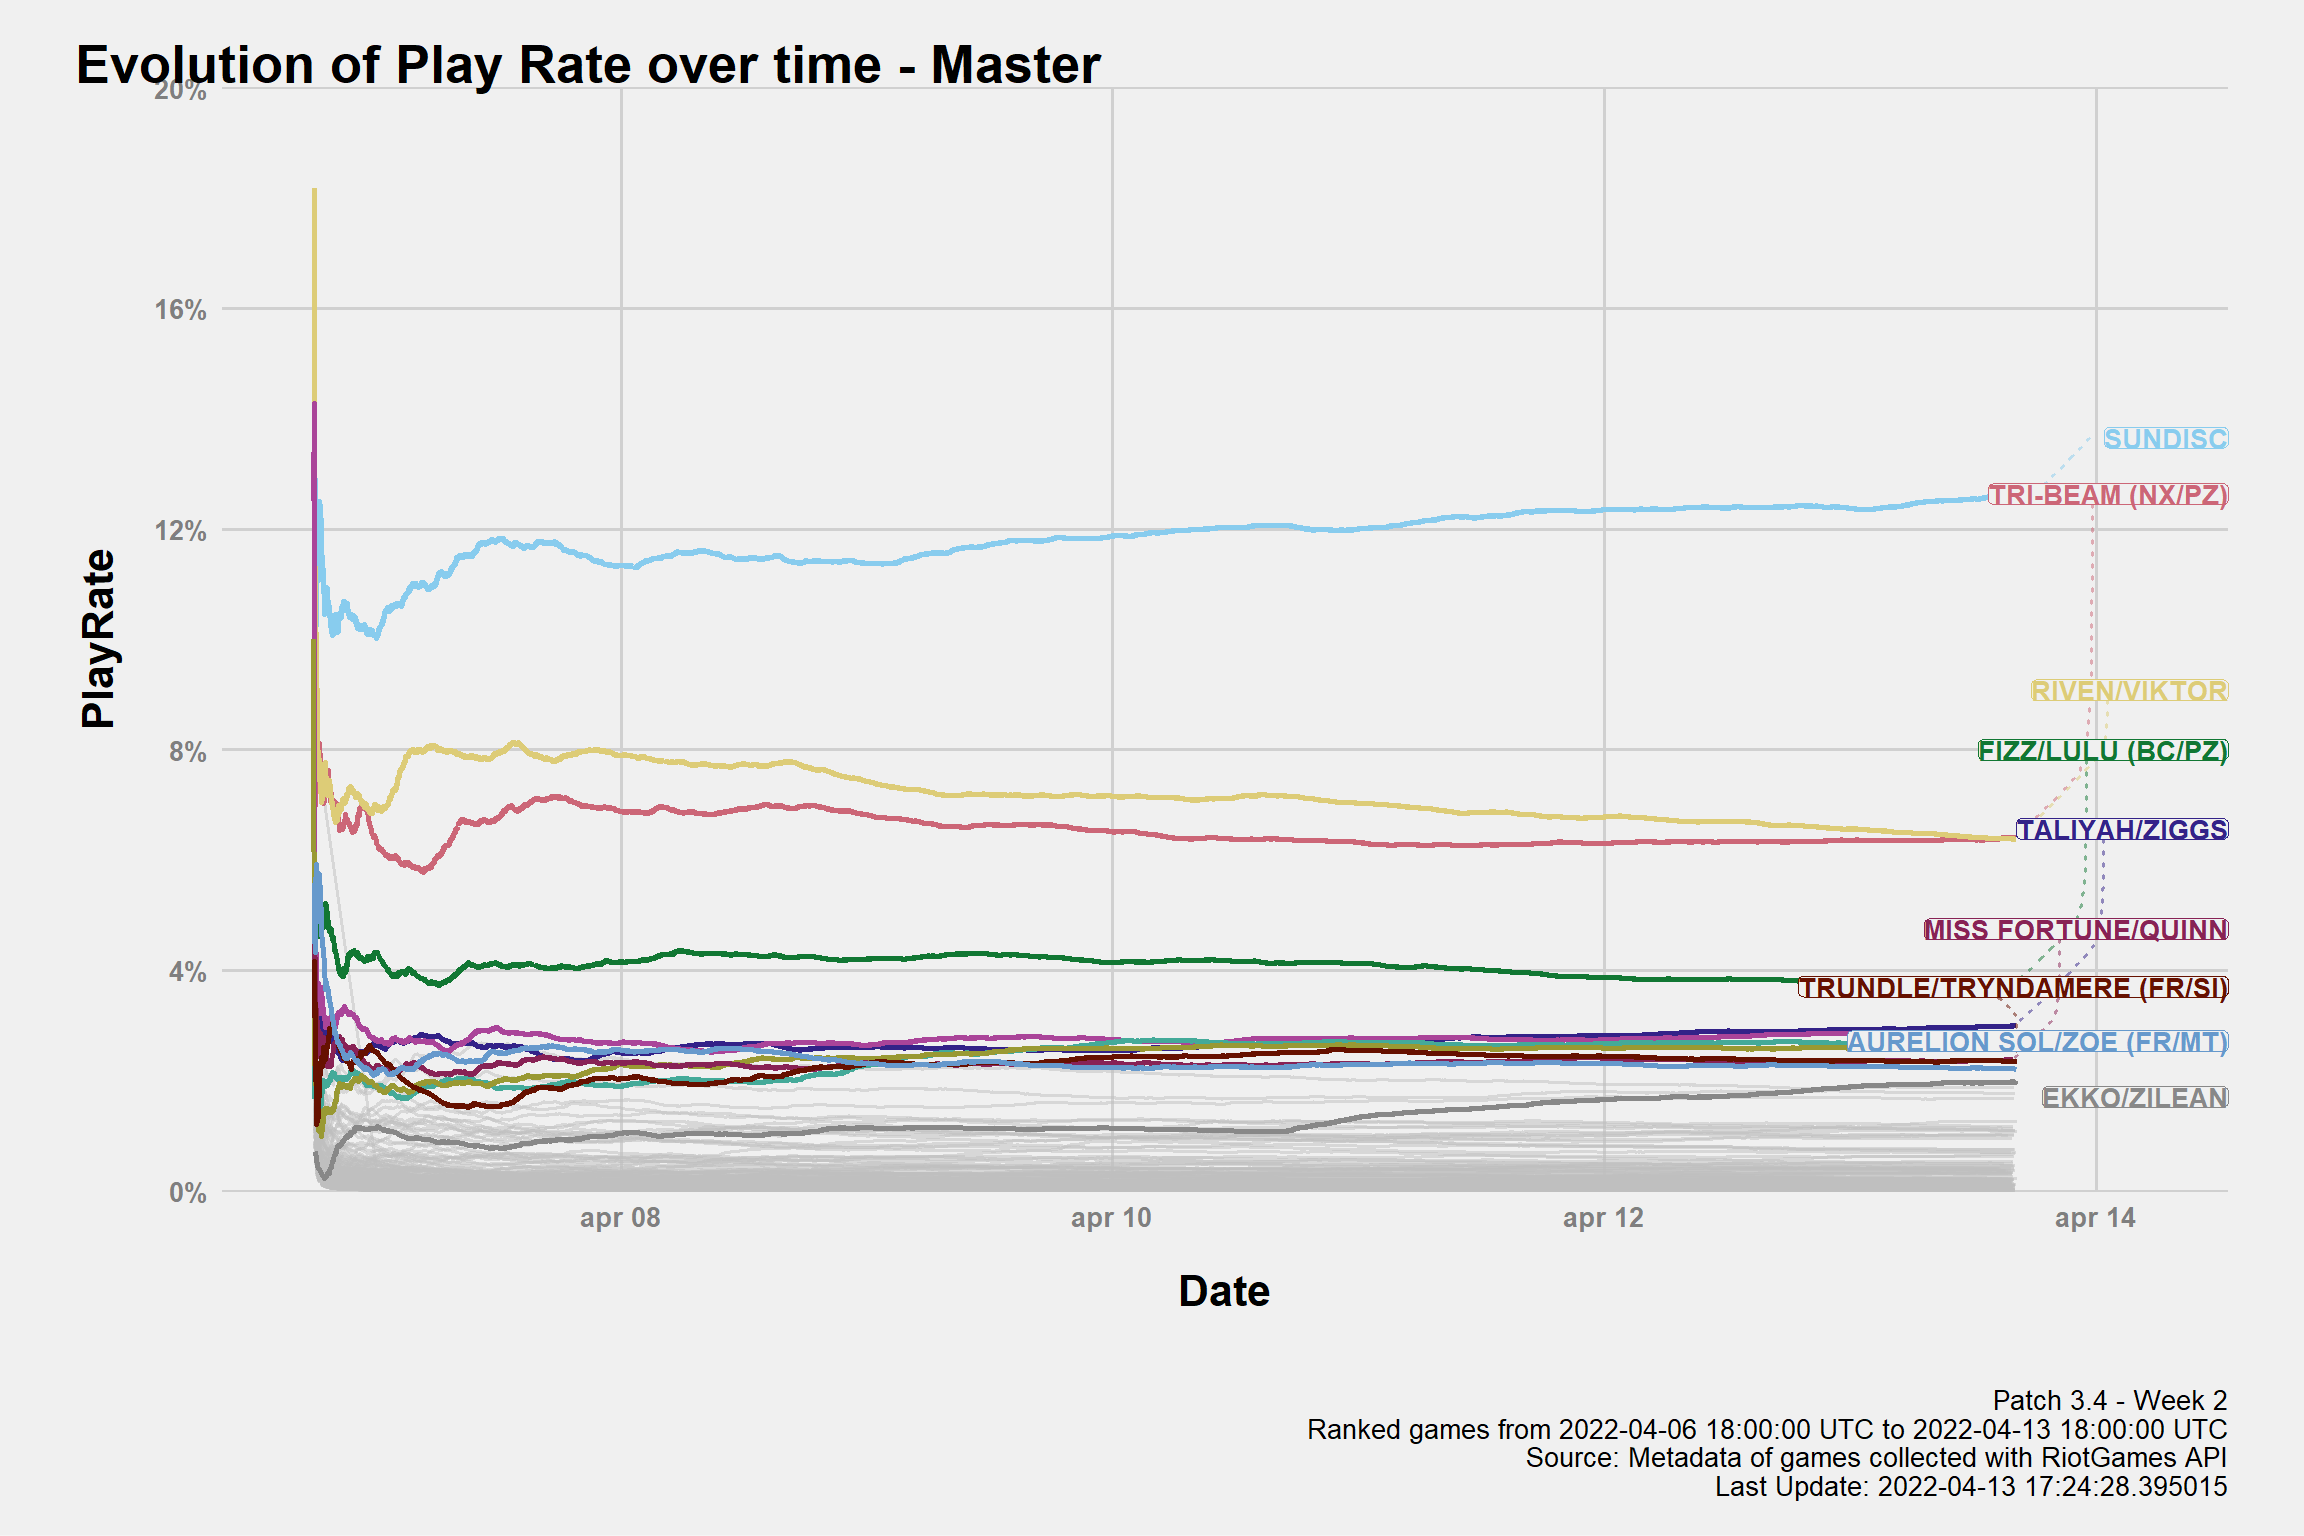 Evolution of Play Rate over time - Master
20%
16%
12%
8%
4%
0%
PlayRate
SUNDISC
TRI-BEAM (NX/PZ)
RIVEN/VIKTOR
FIZZ/LULU (BC/PZ)
TALIYAH/ZIGGS
MISS FORTUNE/QUINN
TRUNDLE/TRYNDAMERE (FR/SI)
AURELION SOL/ZOE (FR/MT)
EKKO/ZILEAN
apr 08
apr 10
apr 12
apr 14
Date
Patch 3.4 - Week 2
Ranked games from 2022-04-06 18:00:00 UTC to 2022-04-13 18:00:00 UTC
Source: Metadata of games collected with RiotGames API
Last Update: 2022-04-13 17:24:28.395015